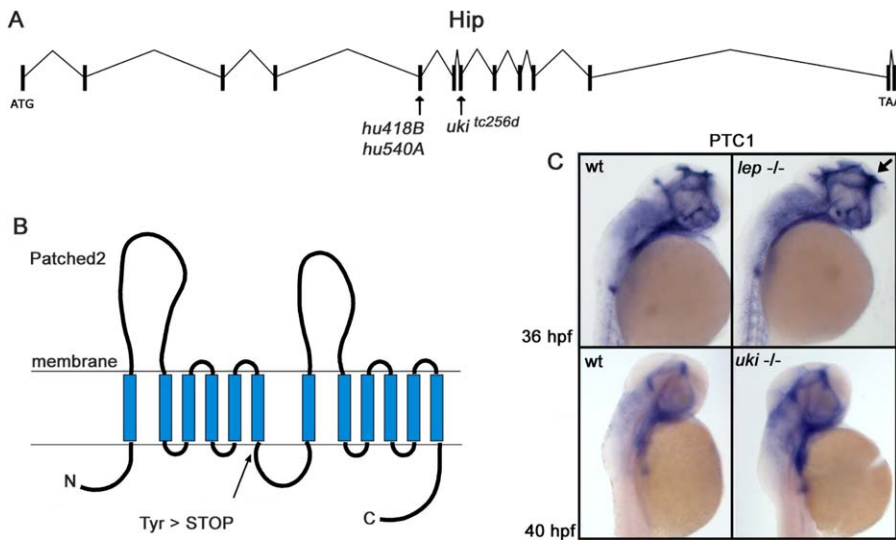 A
Hip
ATG
TAA
hu418B
hu540A
uki tc256d
PTC1
C
wt
lep -/-
B
Patched2
membrane
36 hpf
wt
uki -/-
N
C
Tyr > STOP
40 hpf